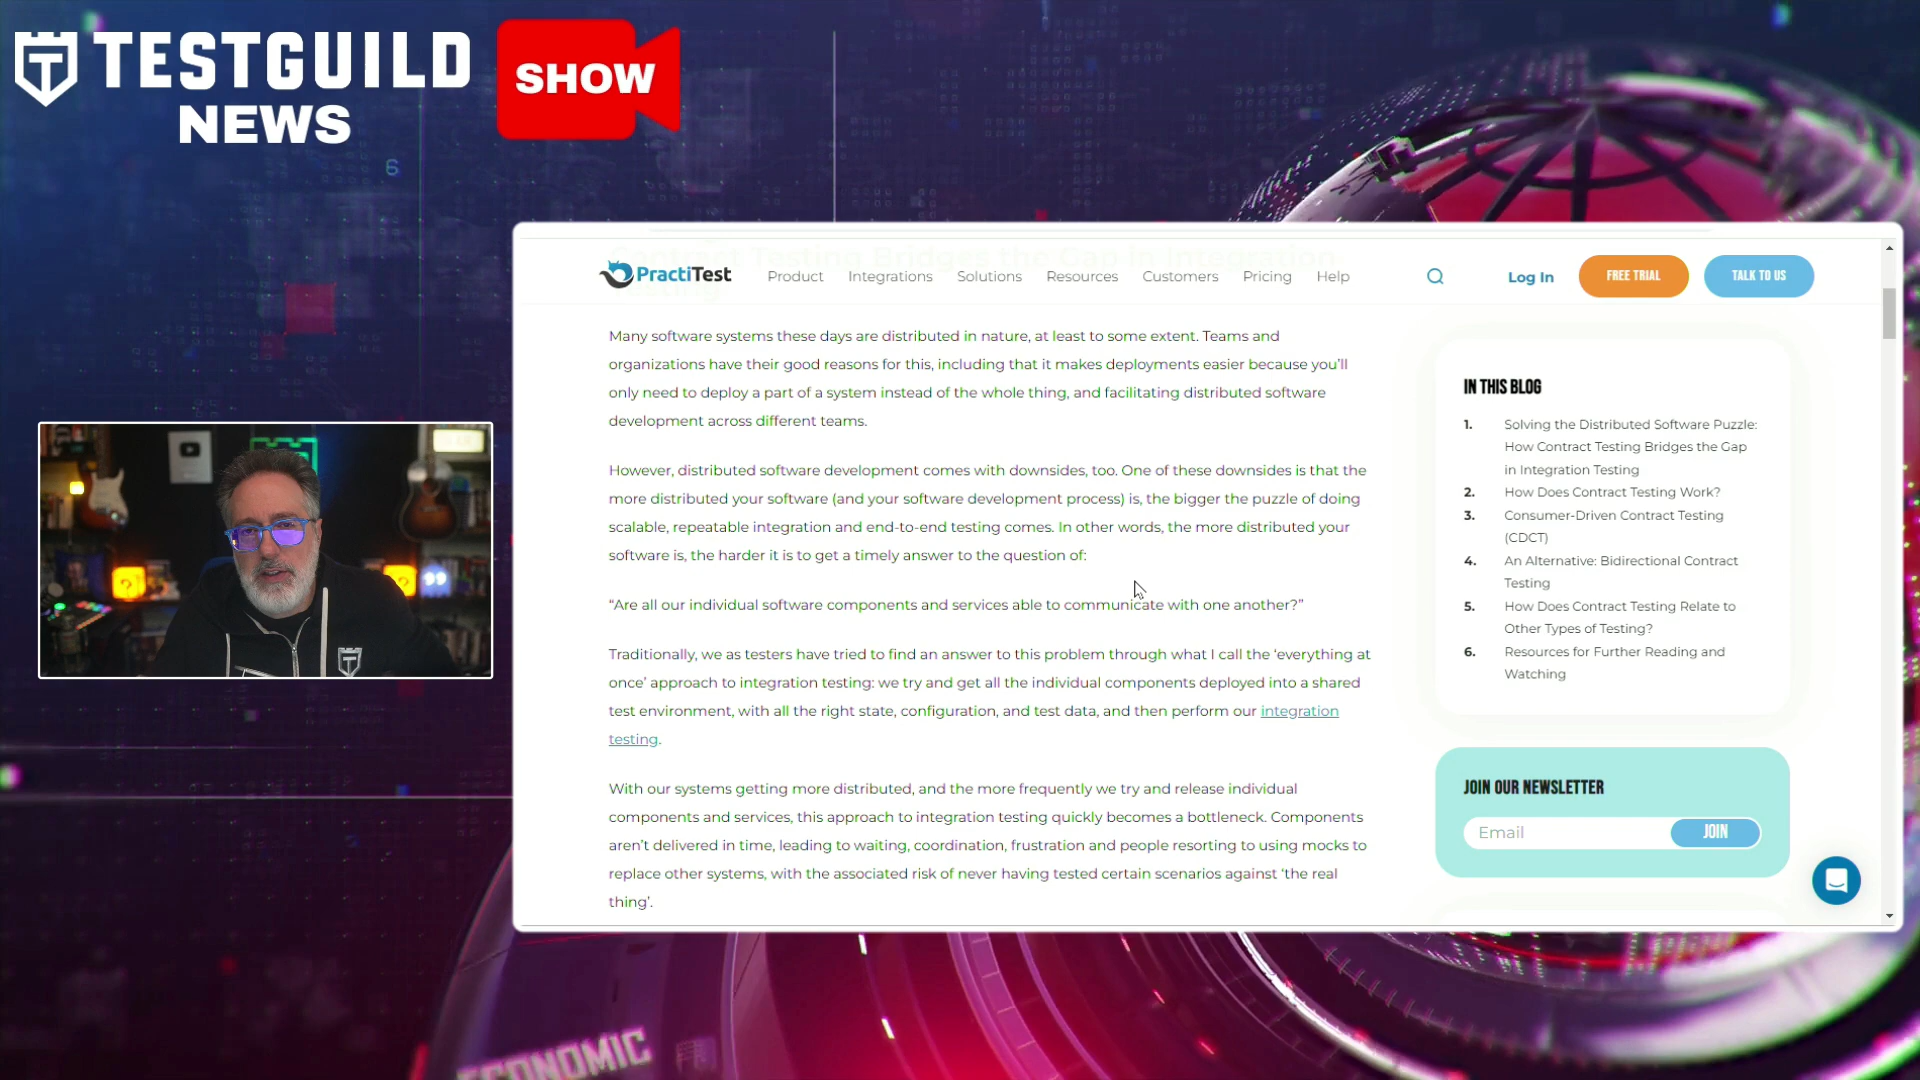 TESTGUILD
NEWS
SHOW
6
Contract Testing Bridges the Gap in Integration
PractiTest
Product
Integrations
Solutions
Resources
Customers
Pricing
Help
Log In
FREE TRIAL
TALK TO US
Many software systems these days are distributed in nature, at least to some extent. Teams and
organizations have their good reasons for this, including that it makes deployments easier because you’ll
only need to deploy a part of a system instead of the whole thing, and facilitating distributed software
development across different teams.
However, distributed software development comes with downsides, too. One of these downsides is that the
more distributed your software (and your software development process) is, the bigger the puzzle of doing
scalable, repeatable integration and end-to-end testing comes. In other words, the more distributed your
software is, the harder it is to get a timely answer to the question of:
“Are all our individual software components and services able to communicate with one another?”
Traditionally, we as testers have tried to find an answer to this problem through what I call the ‘everything at
once’ approach to integration testing: we try and get all the individual components deployed into a shared
test environment, with all the right state, configuration, and test data, and then perform our integration
testing.
With our systems getting more distributed, and the more frequently we try and release individual
components and services, this approach to integration testing quickly becomes a bottleneck. Components
aren’t delivered in time, leading to waiting, coordination, frustration and people resorting to using mocks to
replace other systems, with the associated risk of never having tested certain scenarios against ‘the real
thing’.
IN THIS BLOG
1. Solving the Distributed Software Puzzle:
How Contract Testing Bridges the Gap
in Integration Testing
2. How Does Contract Testing Work?
3. Consumer-Driven Contract Testing
(CDCT)
4. An Alternative: Bidirectional Contract
Testing
5. How Does Contract Testing Relate to
Other Types of Testing?
6. Resources for Further Reading and
Watching
JOIN OUR NEWSLETTER
Email
JOIN
ECONOMIC